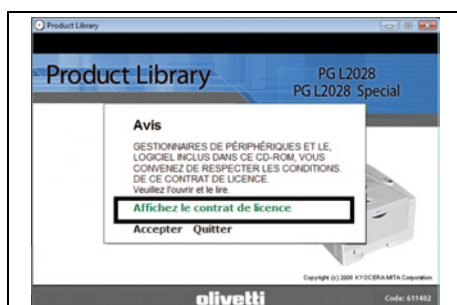 Product Library
Product Library
PG L2028
PG L2028 Special
Avis
GESTIONNAIRES DE PÉRIPHÉRIQUES ET LE,
LOGICIEL INCLUS DANS CE CD-ROM, VOUS
CONVENEZ DE RESPECTER LES CONDITIONS.
DE CE CONTRAT DE LICENCE.
Veuillez l'ouvrir et le lire.
Affichez le contrat de licence
Accepter Quitter
Copyright (c) 2008 KYOCERA MITA Corporation
olivetti
Code: 611402